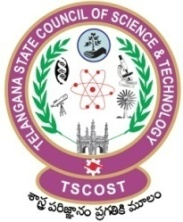 TELANGANA STATE COUNCIL OF SCIENCE & TECHNOLOGY
TSCOST
శాస్త్ర పరిజ్ఞానం ప్రగతికి మూలం